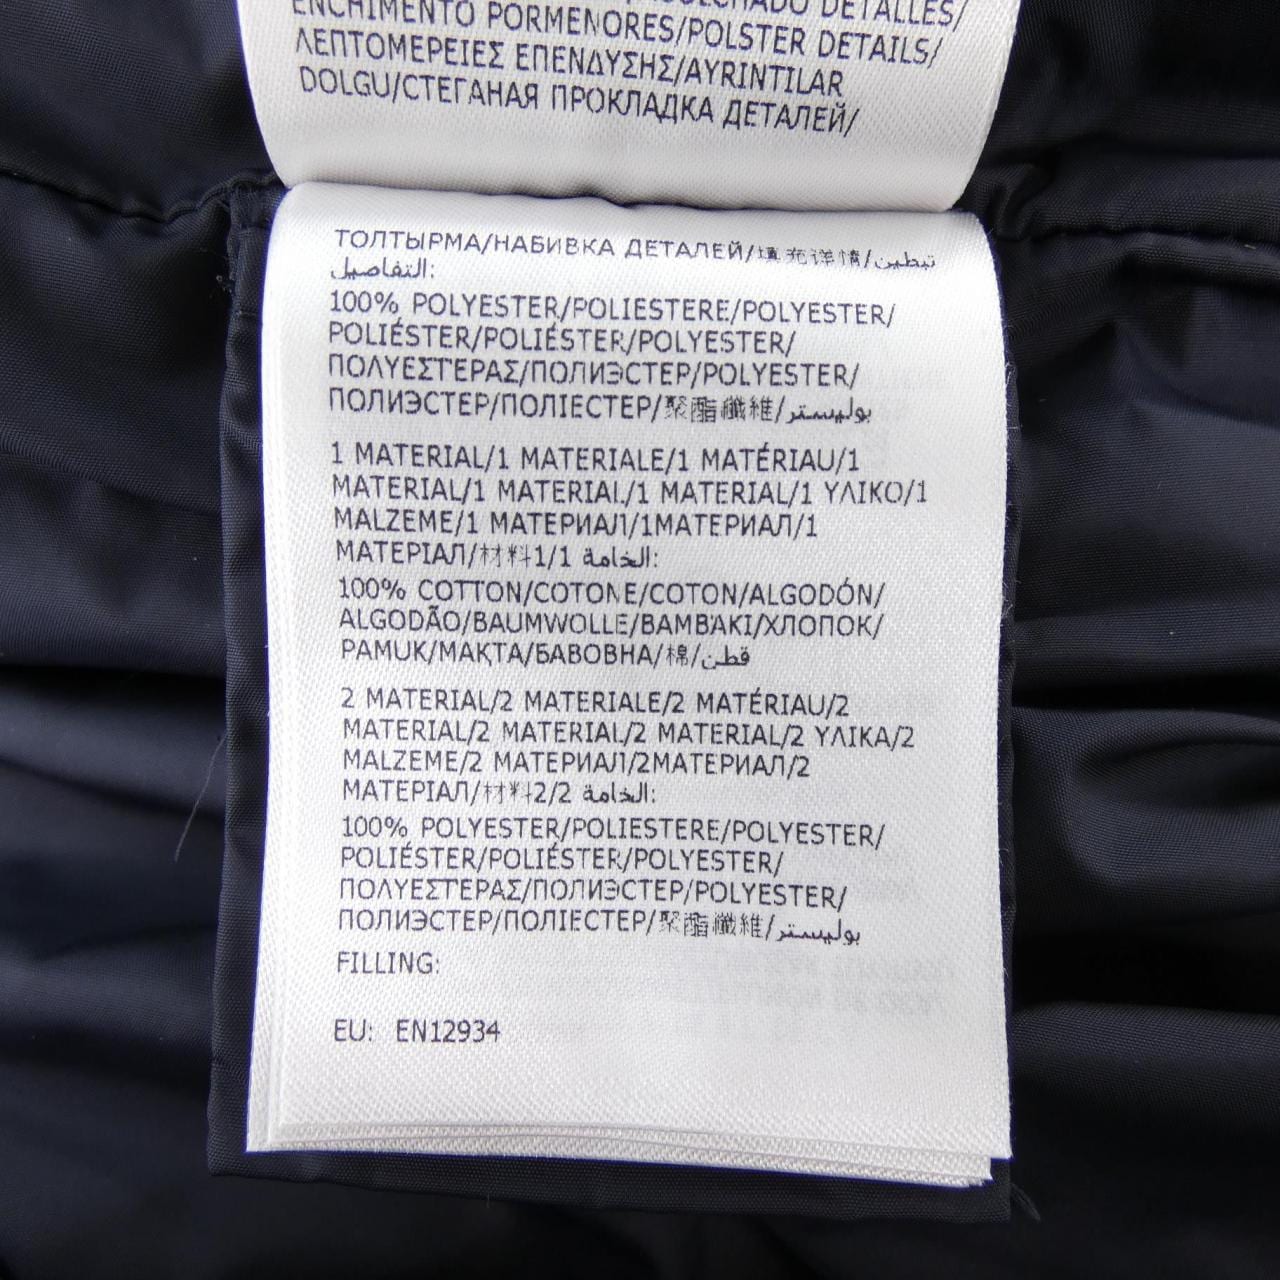 ENCHIMENTO PORMENORES/POLSTER DETAILS/
ΛΕΠΤΟΜΕΡΕΙΕΣ ΕΠΕΝΔΥΣΗΣ/AYRINTILAR
DOLGU/СТЕГАНАЯ ПРОКЛАДКА ДЕТАЛЕЙ/
ТОЛТЫРМА/НАБИВКА ДЕТАЛЕЙ/填充详情/تبطين
التفاصيل:
100% POLYESTER/POLIESTERE/POLYESTER/
POLIÉSTER/POLIÉSTER/POLYESTER/
ΠΟΛΥΕΣΤΕΡΑΣ/ПОЛИЭСТЕР/POLYESTER/
ПОЛИЭСТЕР/ПОЛІЕСТЕР/聚酯纖維/بوليستر
1 MATERIAL/1 MATERIALE/1 MATÉRIAU/1
MATERIAL/1 MATERIAL/1 MATERIAL/1 ΥΛΙΚΟ/1
MALZEME/1 МАТЕРИАЛ/1МАТЕРИАЛ/1
МАТЕРІАЛ/材料1/1 الخامة:
100% COTTON/COTONE/COTON/ALGODÓN/
ALGODÃO/BAUMWOLLE/ΒΑΜΒΑΚΙ/ХЛОПОК/
PAMUK/МАҚТА/БАВОВНА/棉/قطن
2 MATERIAL/2 MATERIALE/2 MATÉRIAU/2
MATERIAL/2 MATERIAL/2 MATERIAL/2 ΥΛΙΚΑ/2
MALZEME/2 МАТЕРИАЛ/2МАТЕРИАЛ/2
МАТЕРІАЛ/材料2/2 الخامة:
100% POLYESTER/POLIESTERE/POLYESTER/
POLIÉSTER/POLIÉSTER/POLYESTER/
ΠΟΛΥΕΣΤΕΡΑΣ/ПОЛИЭСТЕР/POLYESTER/
ПОЛИЭСТЕР/ПОЛІЕСТЕР/聚酯纖維/بوليستر
FILLING:
EU: EN12934